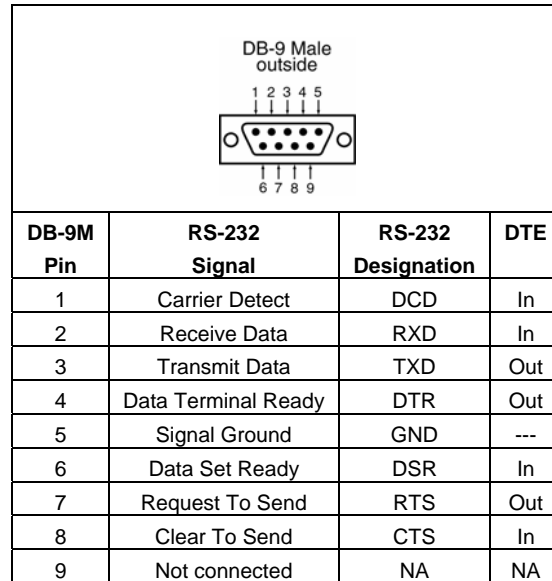 DB-9 Male
outside
1 2 3 4 5
6 7 8 9
DB-9M Pin RS-232 Signal RS-232 Designation DTE
1 Carrier Detect DCD In
2 Receive Data RXD In
3 Transmit Data TXD Out
4 Data Terminal Ready DTR Out
5 Signal Ground GND ---
6 Data Set Ready DSR In
7 Request To Send RTS Out
8 Clear To Send CTS In
9 Not connected NA NA